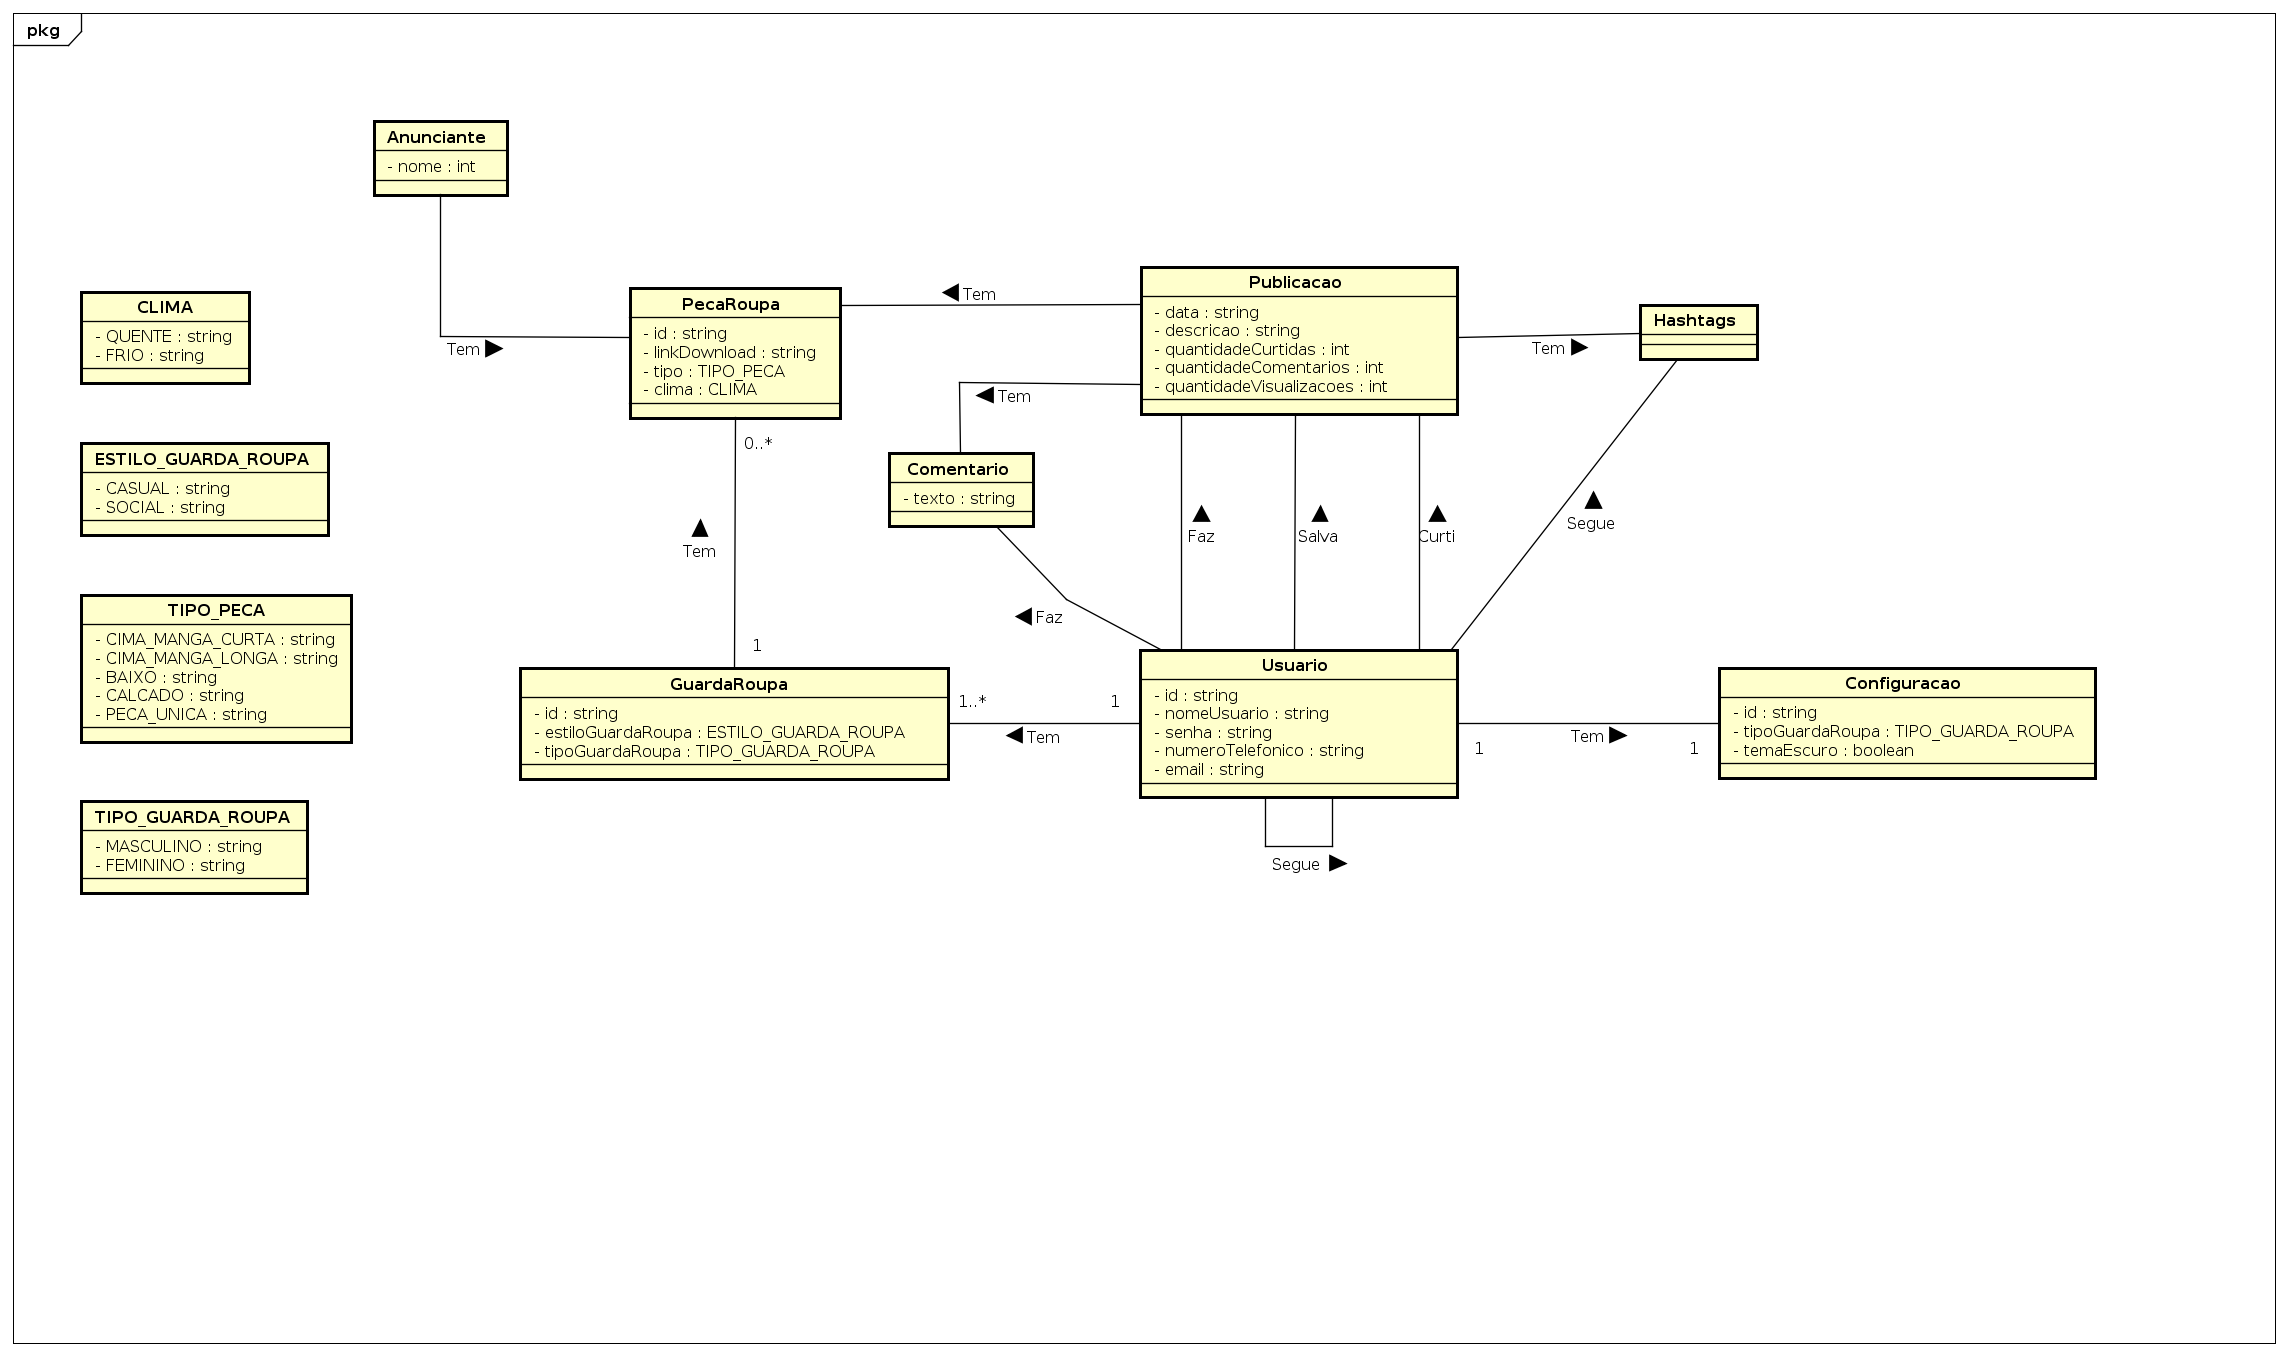 pkg
Anunciante
- nome : int
Tem
CLIMA
- QUENTE : string
- FRIO : string
ESTILO_GUARDA_ROUPA
- CASUAL : string
- SOCIAL : string
TIPO_PECA
- CIMA_MANGA_CURTA : string
- CIMA_MANGA_LONGA : string
- BAIXO : string
- CALCADO : string
- PECA_UNICA : string
TIPO_GUARDA_ROUPA
- MASCULINO : string
- FEMININO : string
PecaRoupa
- id : string
- linkDownload : string
- tipo : TIPO_PECA
- clima : CLIMA
0..*
Tem
1
GuardaRoupa
- id : string
- estiloGuardaRoupa : ESTILO_GUARDA_ROUPA
- tipoGuardaRoupa : TIPO_GUARDA_ROUPA
Tem
Publicacao
- data : string
- descricao : string
- quantidadeCurtidas : int
- quantidadeComentarios : int
- quantidadeVisualizacoes : int
Tem
Comentario
- texto : string
Faz
Tem
Hashtags
Faz
Salva
Curti
Segue
1..*
1
Tem
Usuario
- id : string
- nomeUsuario : string
- senha : string
- numeroTelefonico : string
- email : string
Segue
1
Tem
1
Configuracao
- id : string
- tipoGuardaRoupa : TIPO_GUARDA_ROUPA
- temaEscuro : boolean